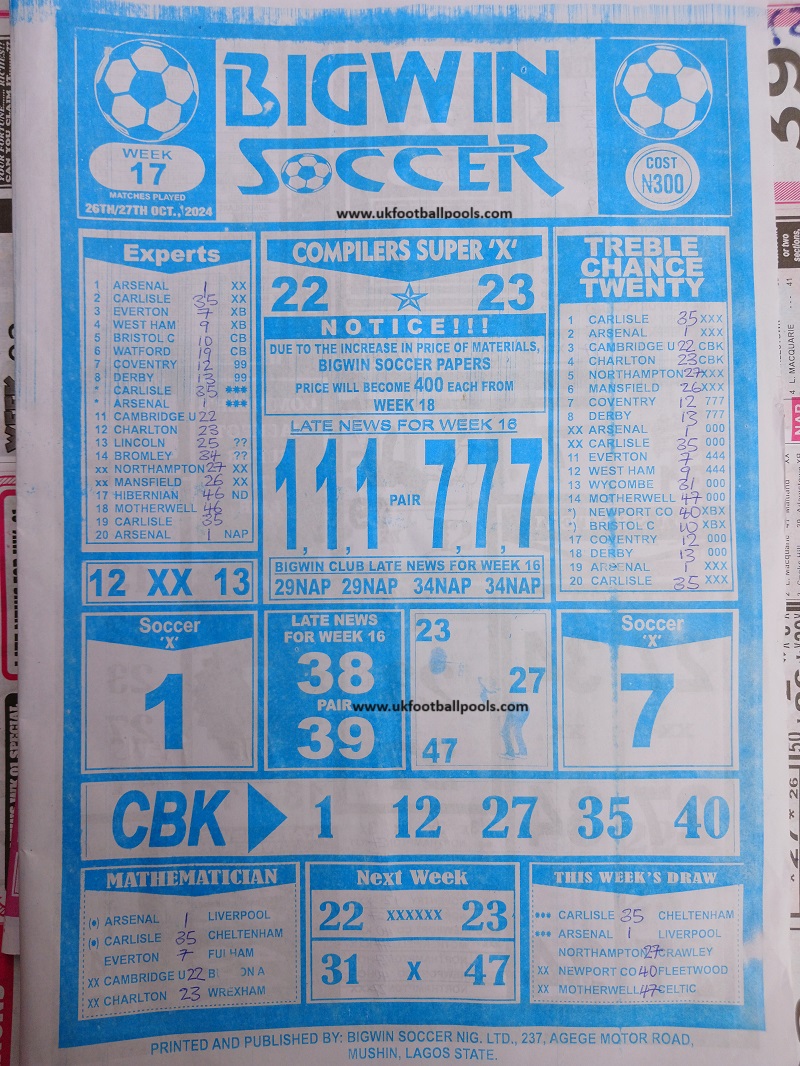 BIGWIN
SOCCER
WEEK
17
MATCHES PLAYED
26TH/27TH OCT., 2024
COST
N300
www.ukfootballpools.com
Experts
1 ARSENAL 1 XX
2 CARLISLE 35 XX
3 EVERTON 7 XB
4 WEST HAM 9 XB
5 BRISTOL C 10 CB
6 WATFORD 19 CB
7 COVENTRY 12 99
8 DERBY 13 99
* CARLISLE 35 ***
* ARSENAL 1 ***
11 CAMBRIDGE U 22
12 CHARLTON 23
13 LINCOLN 25 ??
14 BROMLEY 34 ??
xx NORTHAMPTON 27 XX
xx MANSFIELD 26 XX
17 HIBERNIAN 46 ND
18 MOTHERWELL 46
19 CARLISLE 35
20 ARSENAL 1 NAP
12 XX 13
COMPILERS SUPER 'X'
22 23
NOTICE!!!
DUE TO THE INCREASE IN PRICE OF MATERIALS,
BIGWIN SOCCER PAPERS
PRICE WILL BECOME 400 EACH FROM
WEEK 18
LATE NEWS FOR WEEK 16
1,1,1 PAIR 7,7,7
BIGWIN CLUB LATE NEWS FOR WEEK 16
29NAP 29NAP 34NAP 34NAP
TREBLE
CHANCE
TWENTY
1 CARLISLE 35 XXX
2 ARSENAL 1 XXX
3 CAMBRIDGE U 22 CBK
4 CHARLTON 23 CBK
5 NORTHAMPTON 27 XXX
6 MANSFIELD 26 XXX
7 COVENTRY 12 777
8 DERBY 13 777
XX ARSENAL 1 000
XX CARLISLE 35 000
11 EVERTON 7 444
12 WEST HAM 9 444
13 WYCOMBE 31 000
14 MOTHERWELL 47 000
*) NEWPORT CO 40 XBX
*) BRISTOL C 10 XBX
17 COVENTRY 12 000
18 DERBY 13 000
19 ARSENAL 1 XXX
20 CARLISLE 35 XXX
Soccer
'X'
1
LATE NEWS
FOR WEEK 16
38
PAIR
39
23
27
47
www.ukfootballpools.com
Soccer
'X'
7
CBK 1 12 27 35 40
MATHEMATICIAN
(•) ARSENAL 1 LIVERPOOL
(•) CARLISLE 35 CHELTENHAM
EVERTON 7 FULHAM
XX CAMBRIDGE U 22
XX CHARLTON 23 WREXHAM
Next Week
22 XXXXXX 23
31 X 47
THIS WEEK'S DRAW
*** CARLISLE 35 CHELTENHAM
*** ARSENAL 1 LIVERPOOL
NORTHAMPTON 27 CRAWLEY
XX NEWPORT CO 40 FLEETWOOD
XX MOTHERWELL 47 CELTIC
PRINTED AND PUBLISHED BY: BIGWIN SOCCER NIG. LTD., 237, AGEGE MOTOR ROAD,
MUSHIN, LAGOS STATE.